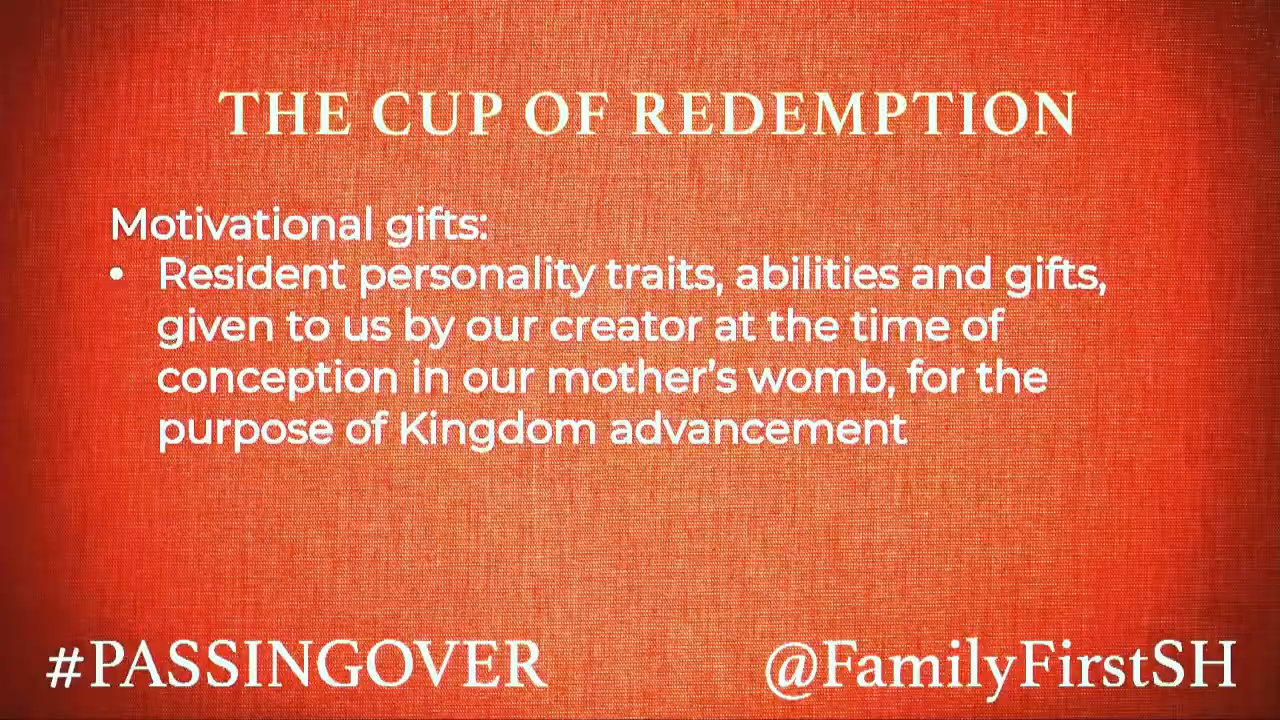 THE CUP OF REDEMPTION
Motivational gifts:
• Resident personality traits, abilities and gifts,
given to us by our creator at the time of
conception in our mother's womb, for the
purpose of Kingdom advancement
#PASSINGOVER
@FamilyFirstSH